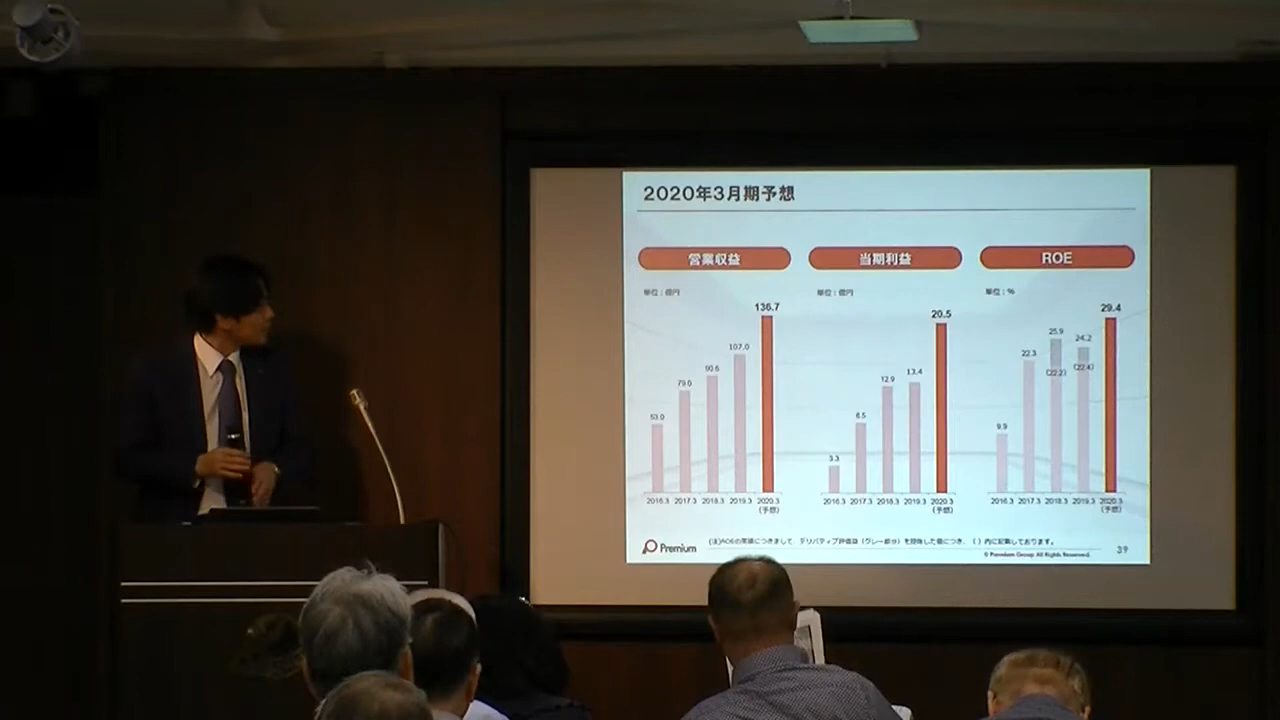 2020年3月期予想
営業収益
当期利益
ROE
単位：億円
単位：億円
単位：%
53.0
79.0
90.6
107.0
136.7
3.3
6.5
12.9
13.4
20.5
9.9
22.3
25.9
(22.2)
24.2
(22.4)
29.4
2016.3 2017.3 2018.3 2019.3 2020.3
(予想)
2016.3 2017.3 2018.3 2019.3 2020.3
(予想)
2016.3 2017.3 2018.3 2019.3 2020.3
(予想)
Premium
(注)ROEの実績につきまして、デリバティブ評価益（グレー部分）を控除した値につき、（ ）内に記載しております。
© Premium Group All Rights Reserved.
39